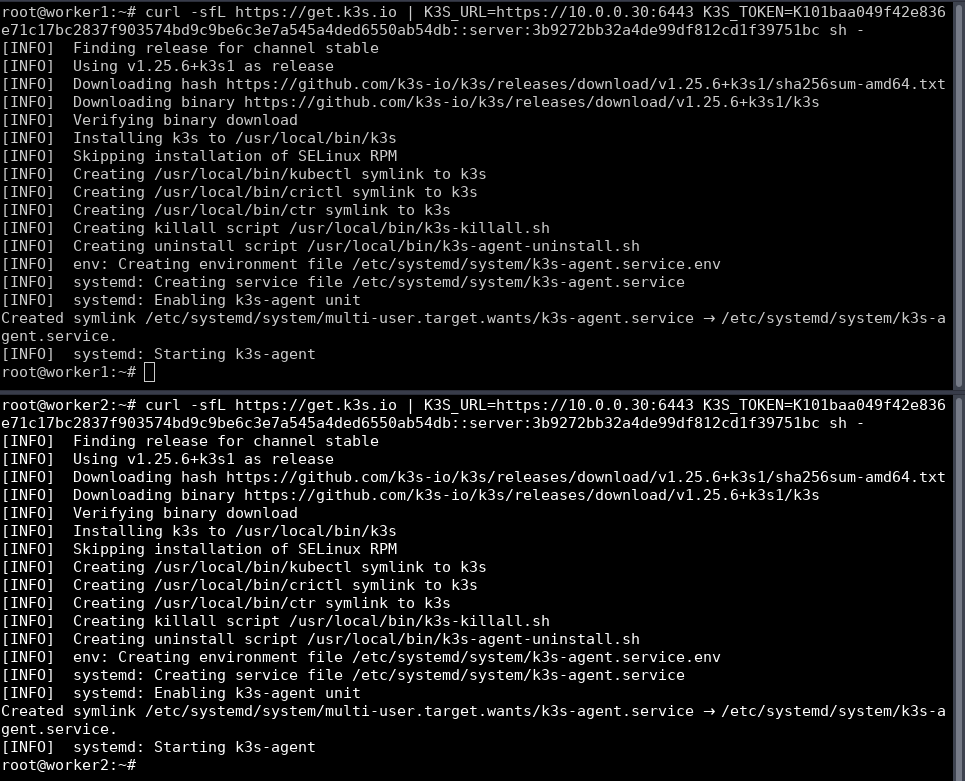 root@worker1:~# curl -sfL https://get.k3s.io | K3S_URL=https://10.0.0.30:6443 K3S_TOKEN=K101baa049f42e836
e71c17bc2837f903574bd9c9be6c3e7a545a4ded6550ab54db::server:3b9272bb32a4de99df812cd1f39751bc sh -
[INFO]  Finding release for channel stable
[INFO]  Using v1.25.6+k3s1 as release
[INFO]  Downloading hash https://github.com/k3s-io/k3s/releases/download/v1.25.6+k3s1/sha256sum-amd64.txt
[INFO]  Downloading binary https://github.com/k3s-io/k3s/releases/download/v1.25.6+k3s1/k3s
[INFO]  Verifying binary download
[INFO]  Installing k3s to /usr/local/bin/k3s
[INFO]  Skipping installation of SELinux RPM
[INFO]  Creating /usr/local/bin/kubectl symlink to k3s
[INFO]  Creating /usr/local/bin/crictl symlink to k3s
[INFO]  Creating /usr/local/bin/ctr symlink to k3s
[INFO]  Creating killall script /usr/local/bin/k3s-killall.sh
[INFO]  Creating uninstall script /usr/local/bin/k3s-agent-uninstall.sh
[INFO]  env: Creating environment file /etc/systemd/system/k3s-agent.service.env
[INFO]  systemd: Creating service file /etc/systemd/system/k3s-agent.service
[INFO]  systemd: Enabling k3s-agent unit
Created symlink /etc/systemd/system/multi-user.target.wants/k3s-agent.service → /etc/systemd/system/k3s-a
gent.service.
[INFO]  systemd: Starting k3s-agent
root@worker1:~#
root@worker2:~# curl -sfL https://get.k3s.io | K3S_URL=https://10.0.0.30:6443 K3S_TOKEN=K101baa049f42e836
e71c17bc2837f903574bd9c9be6c3e7a545a4ded6550ab54db::server:3b9272bb32a4de99df812cd1f39751bc sh -
[INFO]  Finding release for channel stable
[INFO]  Using v1.25.6+k3s1 as release
[INFO]  Downloading hash https://github.com/k3s-io/k3s/releases/download/v1.25.6+k3s1/sha256sum-amd64.txt
[INFO]  Downloading binary https://github.com/k3s-io/k3s/releases/download/v1.25.6+k3s1/k3s
[INFO]  Verifying binary download
[INFO]  Installing k3s to /usr/local/bin/k3s
[INFO]  Skipping installation of SELinux RPM
[INFO]  Creating /usr/local/bin/kubectl symlink to k3s
[INFO]  Creating /usr/local/bin/crictl symlink to k3s
[INFO]  Creating /usr/local/bin/ctr symlink to k3s
[INFO]  Creating killall script /usr/local/bin/k3s-killall.sh
[INFO]  Creating uninstall script /usr/local/bin/k3s-agent-uninstall.sh
[INFO]  env: Creating environment file /etc/systemd/system/k3s-agent.service.env
[INFO]  systemd: Creating service file /etc/systemd/system/k3s-agent.service
[INFO]  systemd: Enabling k3s-agent unit
Created symlink /etc/systemd/system/multi-user.target.wants/k3s-agent.service → /etc/systemd/system/k3s-a
gent.service.
[INFO]  systemd: Starting k3s-agent
root@worker2:~#